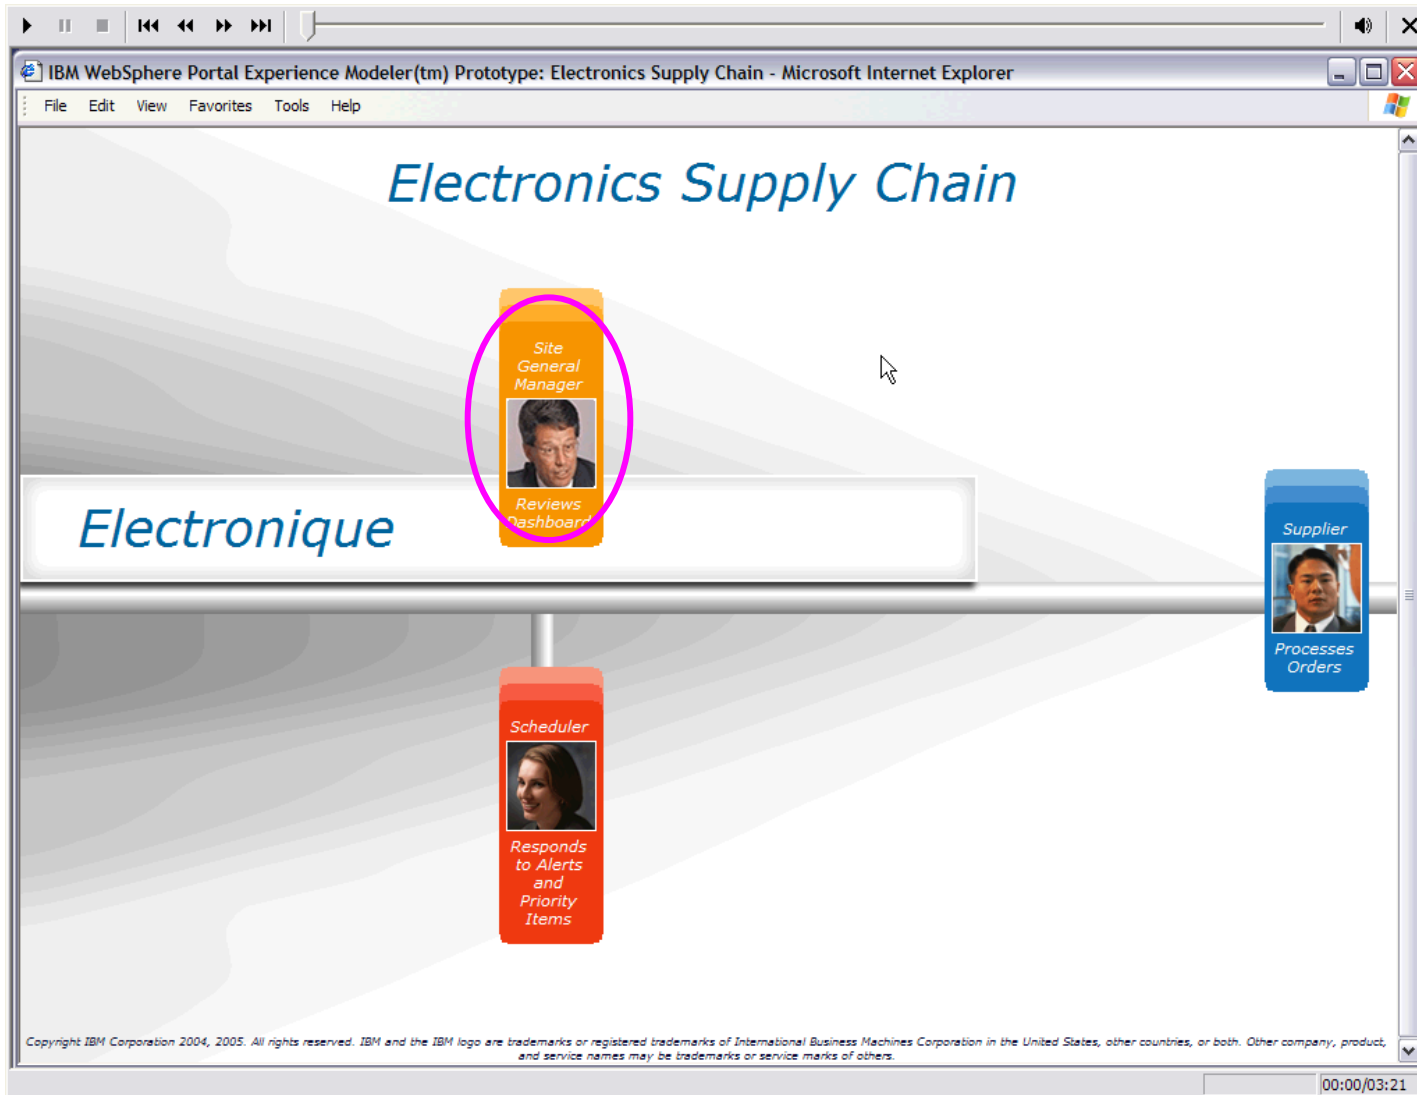 IBM WebSphere Portal Experience Modeler(tm) Prototype: Electronics Supply Chain - Microsoft Internet Explorer
File Edit View Favorites Tools Help
Electronics Supply Chain
Site
General
Manager
Reviews
Dashboard
Electronique
Supplier
Processes
Orders
Scheduler
Responds
to Alerts
and
Priority
Items
Copyright IBM Corporation 2004, 2005. All rights reserved. IBM and the IBM logo are trademarks or registered trademarks of International Business Machines Corporation in the United States, other countries, or both. Other company, product,
and service names may be trademarks or service marks of others.
00:00/03:21